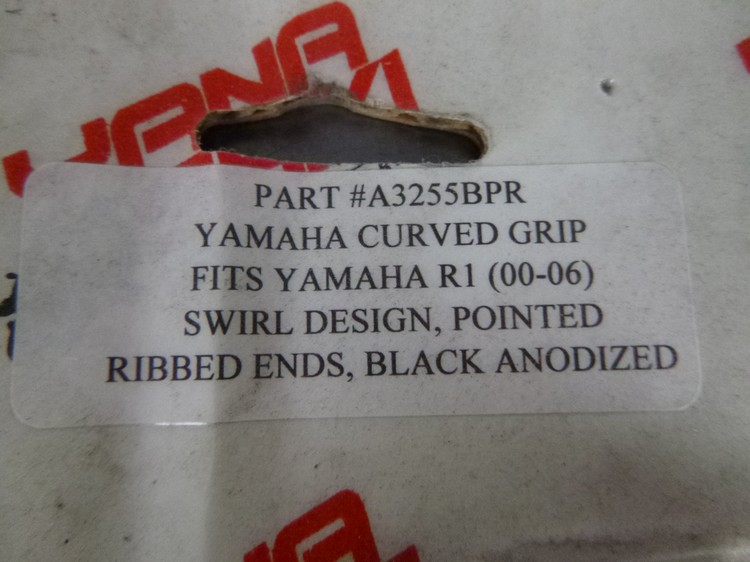 PART #A3255BPR
YAMAHA CURVED GRIP
FITS YAMAHA R1 (00-06)
SWIRL DESIGN, POINTED
RIBBED ENDS, BLACK ANODIZED